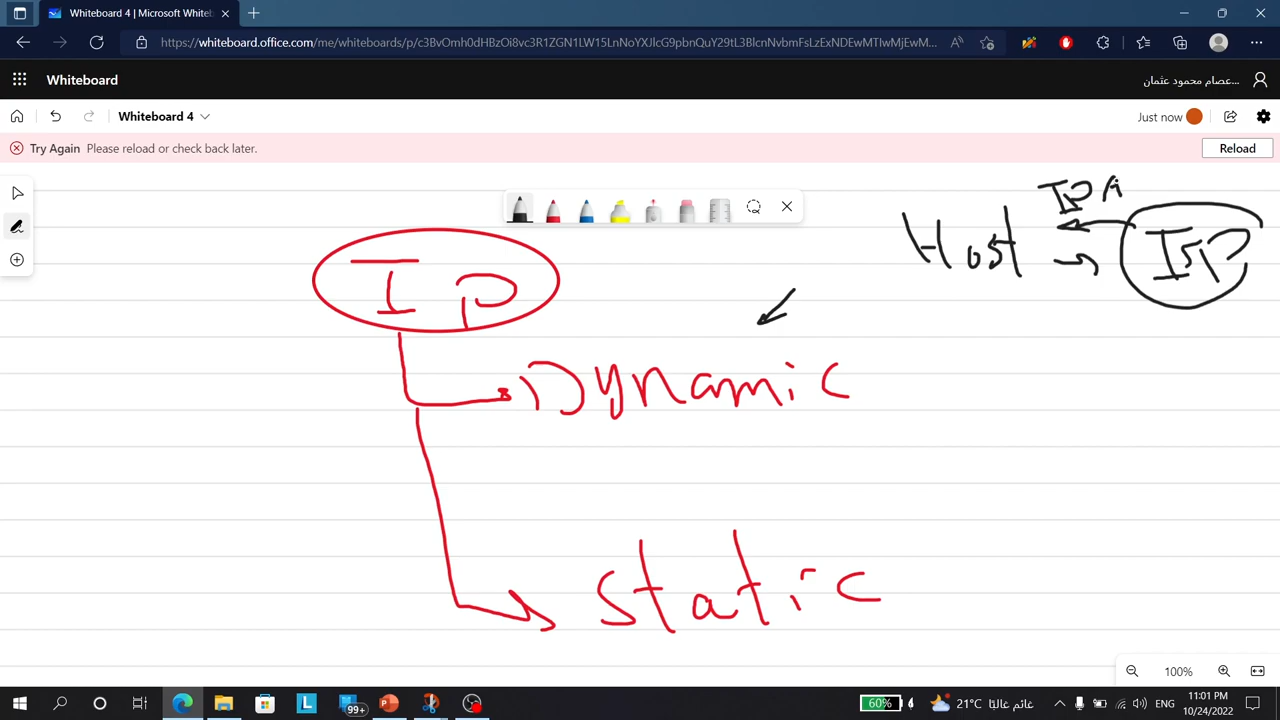 Whiteboard 4 | Microsoft Whiteb
https://whiteboard.office.com/me/whiteboards/p/c3BvOmh0dHBzOi8vc3R1ZGN1LW15LnNoYXJlcG9pbnQuY29tL3BlcnNvbmFsLzExNDEwMTIwMjEwM...
Whiteboard
عصام محمود عثمان...
Whiteboard 4
Just now
Try Again Please reload or check back later.
Reload
IPA
Host
ISP
IP
Dynamic
Static
100%
99+
60%
21°C
غائم غالبًا
ENG
11:01 PM
10/24/2022